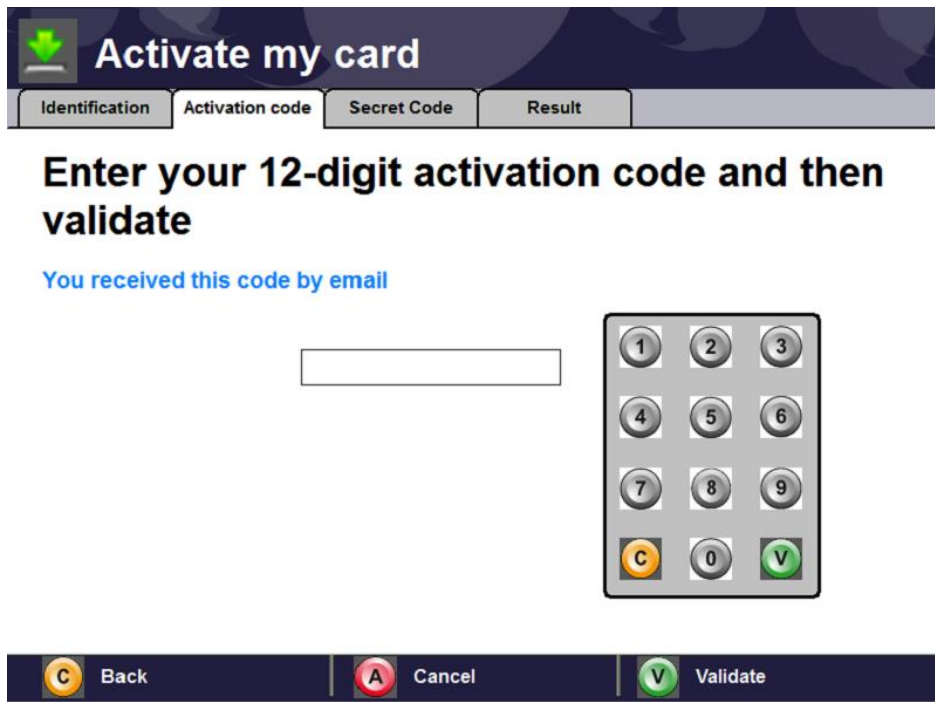 Activate my card
Identification
Activation code
Secret Code
Result
Enter your 12-digit activation code and then
validate
You received this code by email
1 2 3
4 5 6
7 8 9
C 0 V
C Back
A Cancel
V Validate